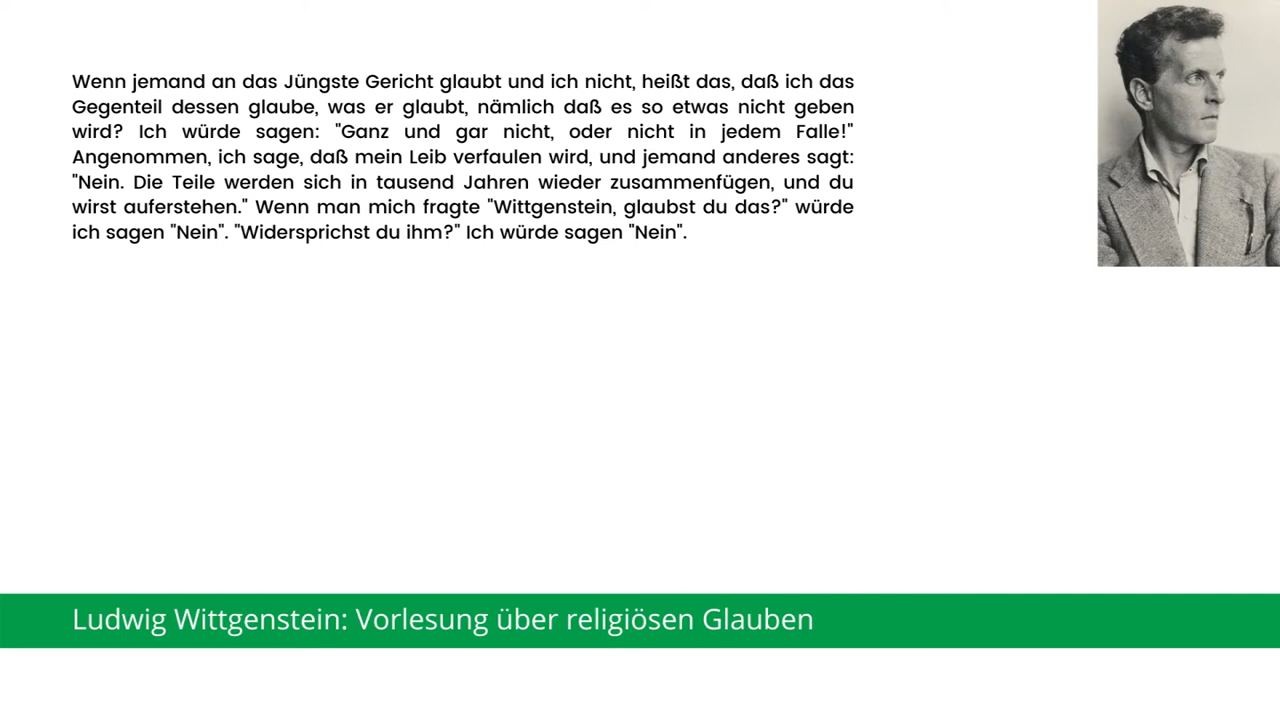 Wenn jemand an das Jüngste Gericht glaubt und ich nicht, heißt das, daß ich das
Gegenteil dessen glaube, was er glaubt, nämlich daß es so etwas nicht geben
wird? Ich würde sagen: "Ganz und gar nicht, oder nicht in jedem Falle!"
Angenommen, ich sage, daß mein Leib verfaulen wird, und jemand anderes sagt:
"Nein. Die Teile werden sich in tausend Jahren wieder zusammenfügen, und du
wirst auferstehen." Wenn man mich fragte "Wittgenstein, glaubst du das?" würde
ich sagen "Nein". "Widersprichst du ihm?" Ich würde sagen "Nein".
Ludwig Wittgenstein: Vorlesung über religiösen Glauben